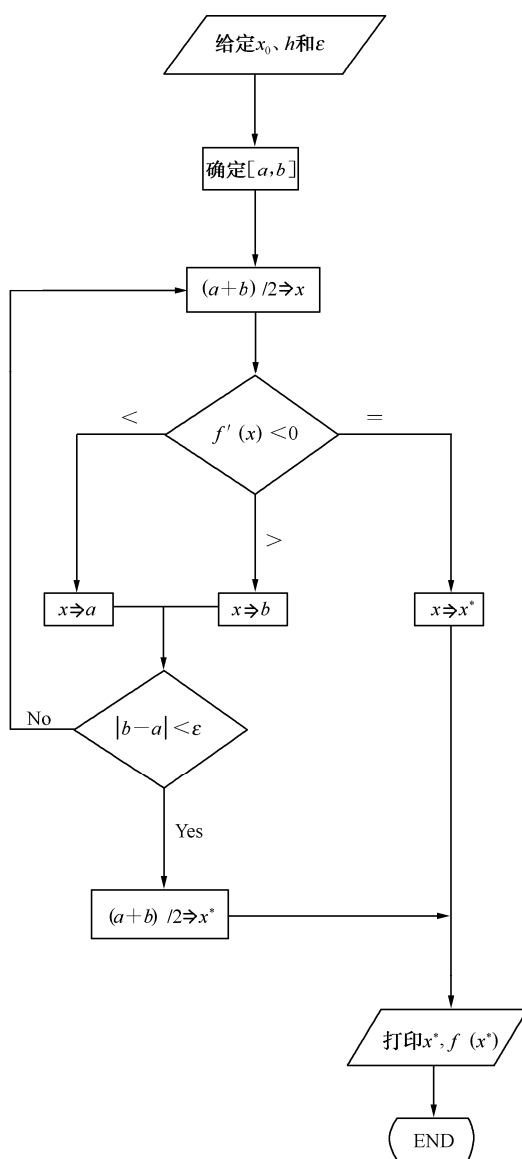 给定x₀、h和ε
确定[a,b]
(a+b)/2⇒x
f′(x)<0
<
=
>
x⇒a
x⇒b
x⇒x*
No
|b-a|<ε
Yes
(a+b)/2⇒x*
打印x*,f(x*)
END